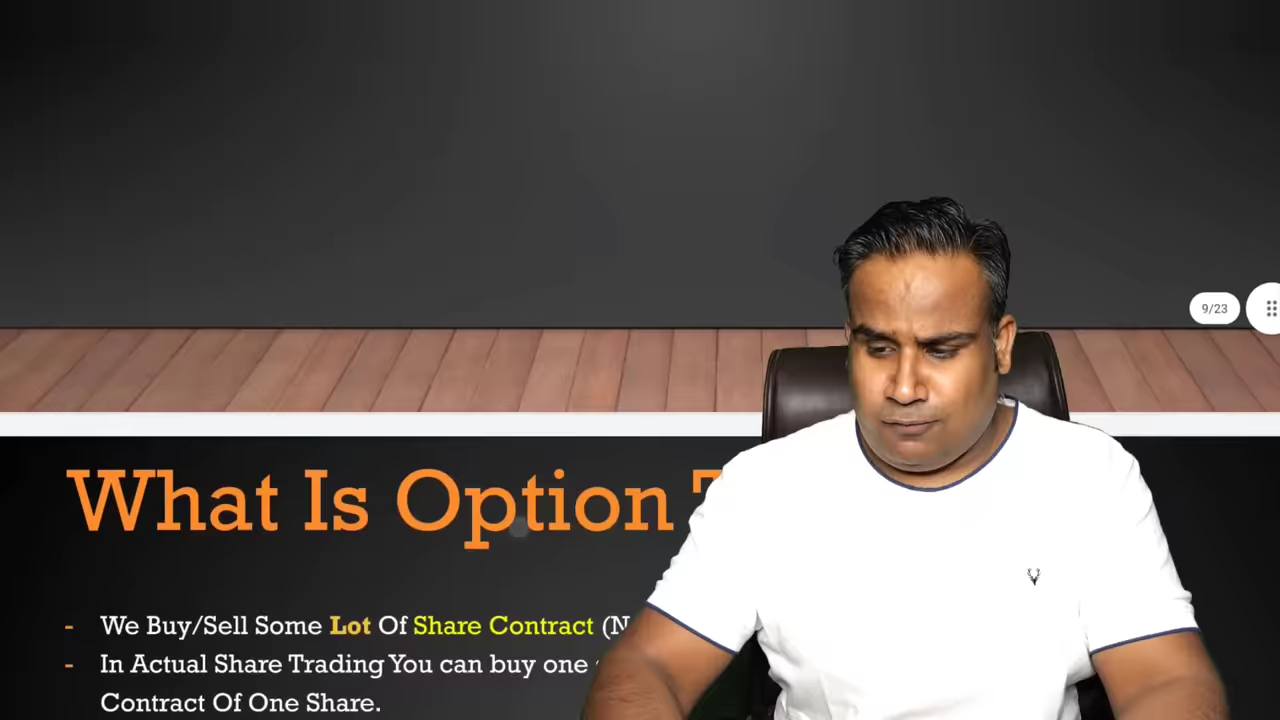 9/23
What Is Option
- We Buy/Sell Some Lot Of Share Contract (N
- In Actual Share Trading You can buy one
Contract Of One Share.